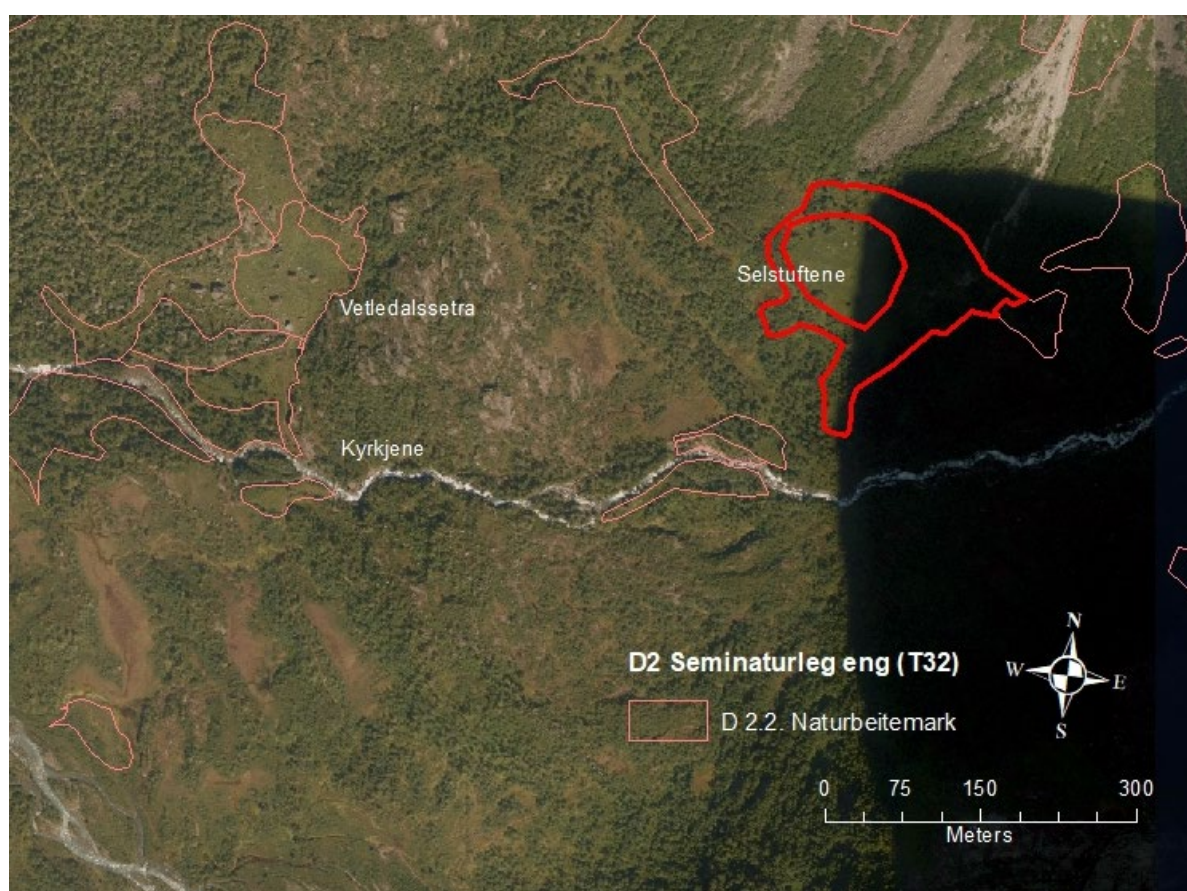 Selstuftene
Vetledalssetra
Kyrkjene
D2 Seminaturleg eng (T32)
D 2.2. Naturbeitemark
N
W
E
S
0 75 150 300
Meters